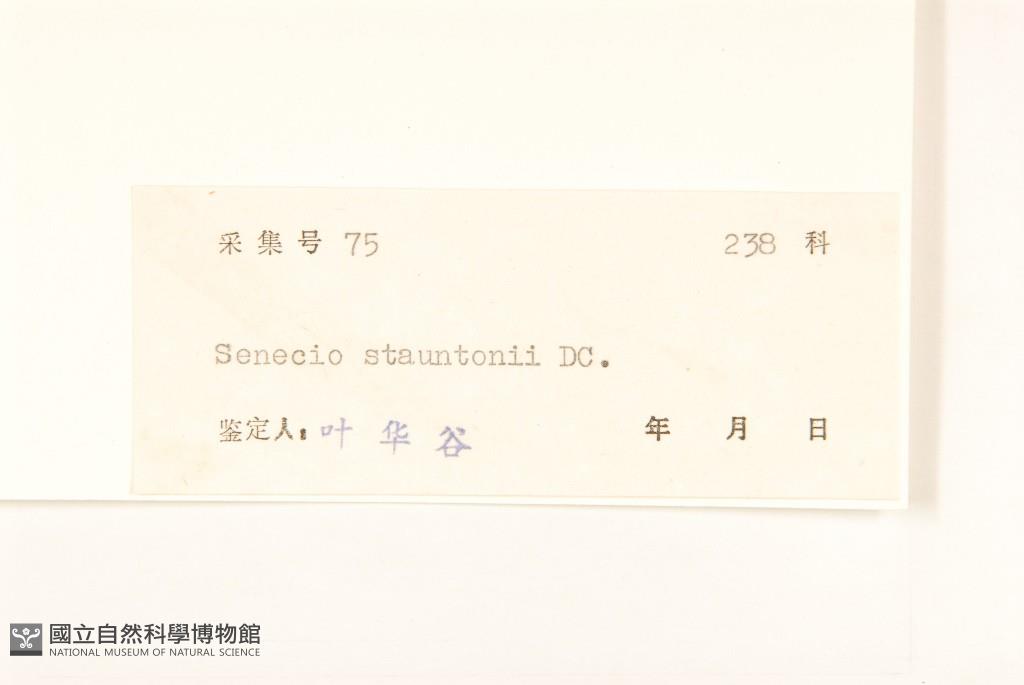 采集号 75 238 科
Senecio stauntonii DC.
鉴定人: 叶华谷 年 月 日
國立自然科學博物館
NATIONAL MUSEUM OF NATURAL SCIENCE